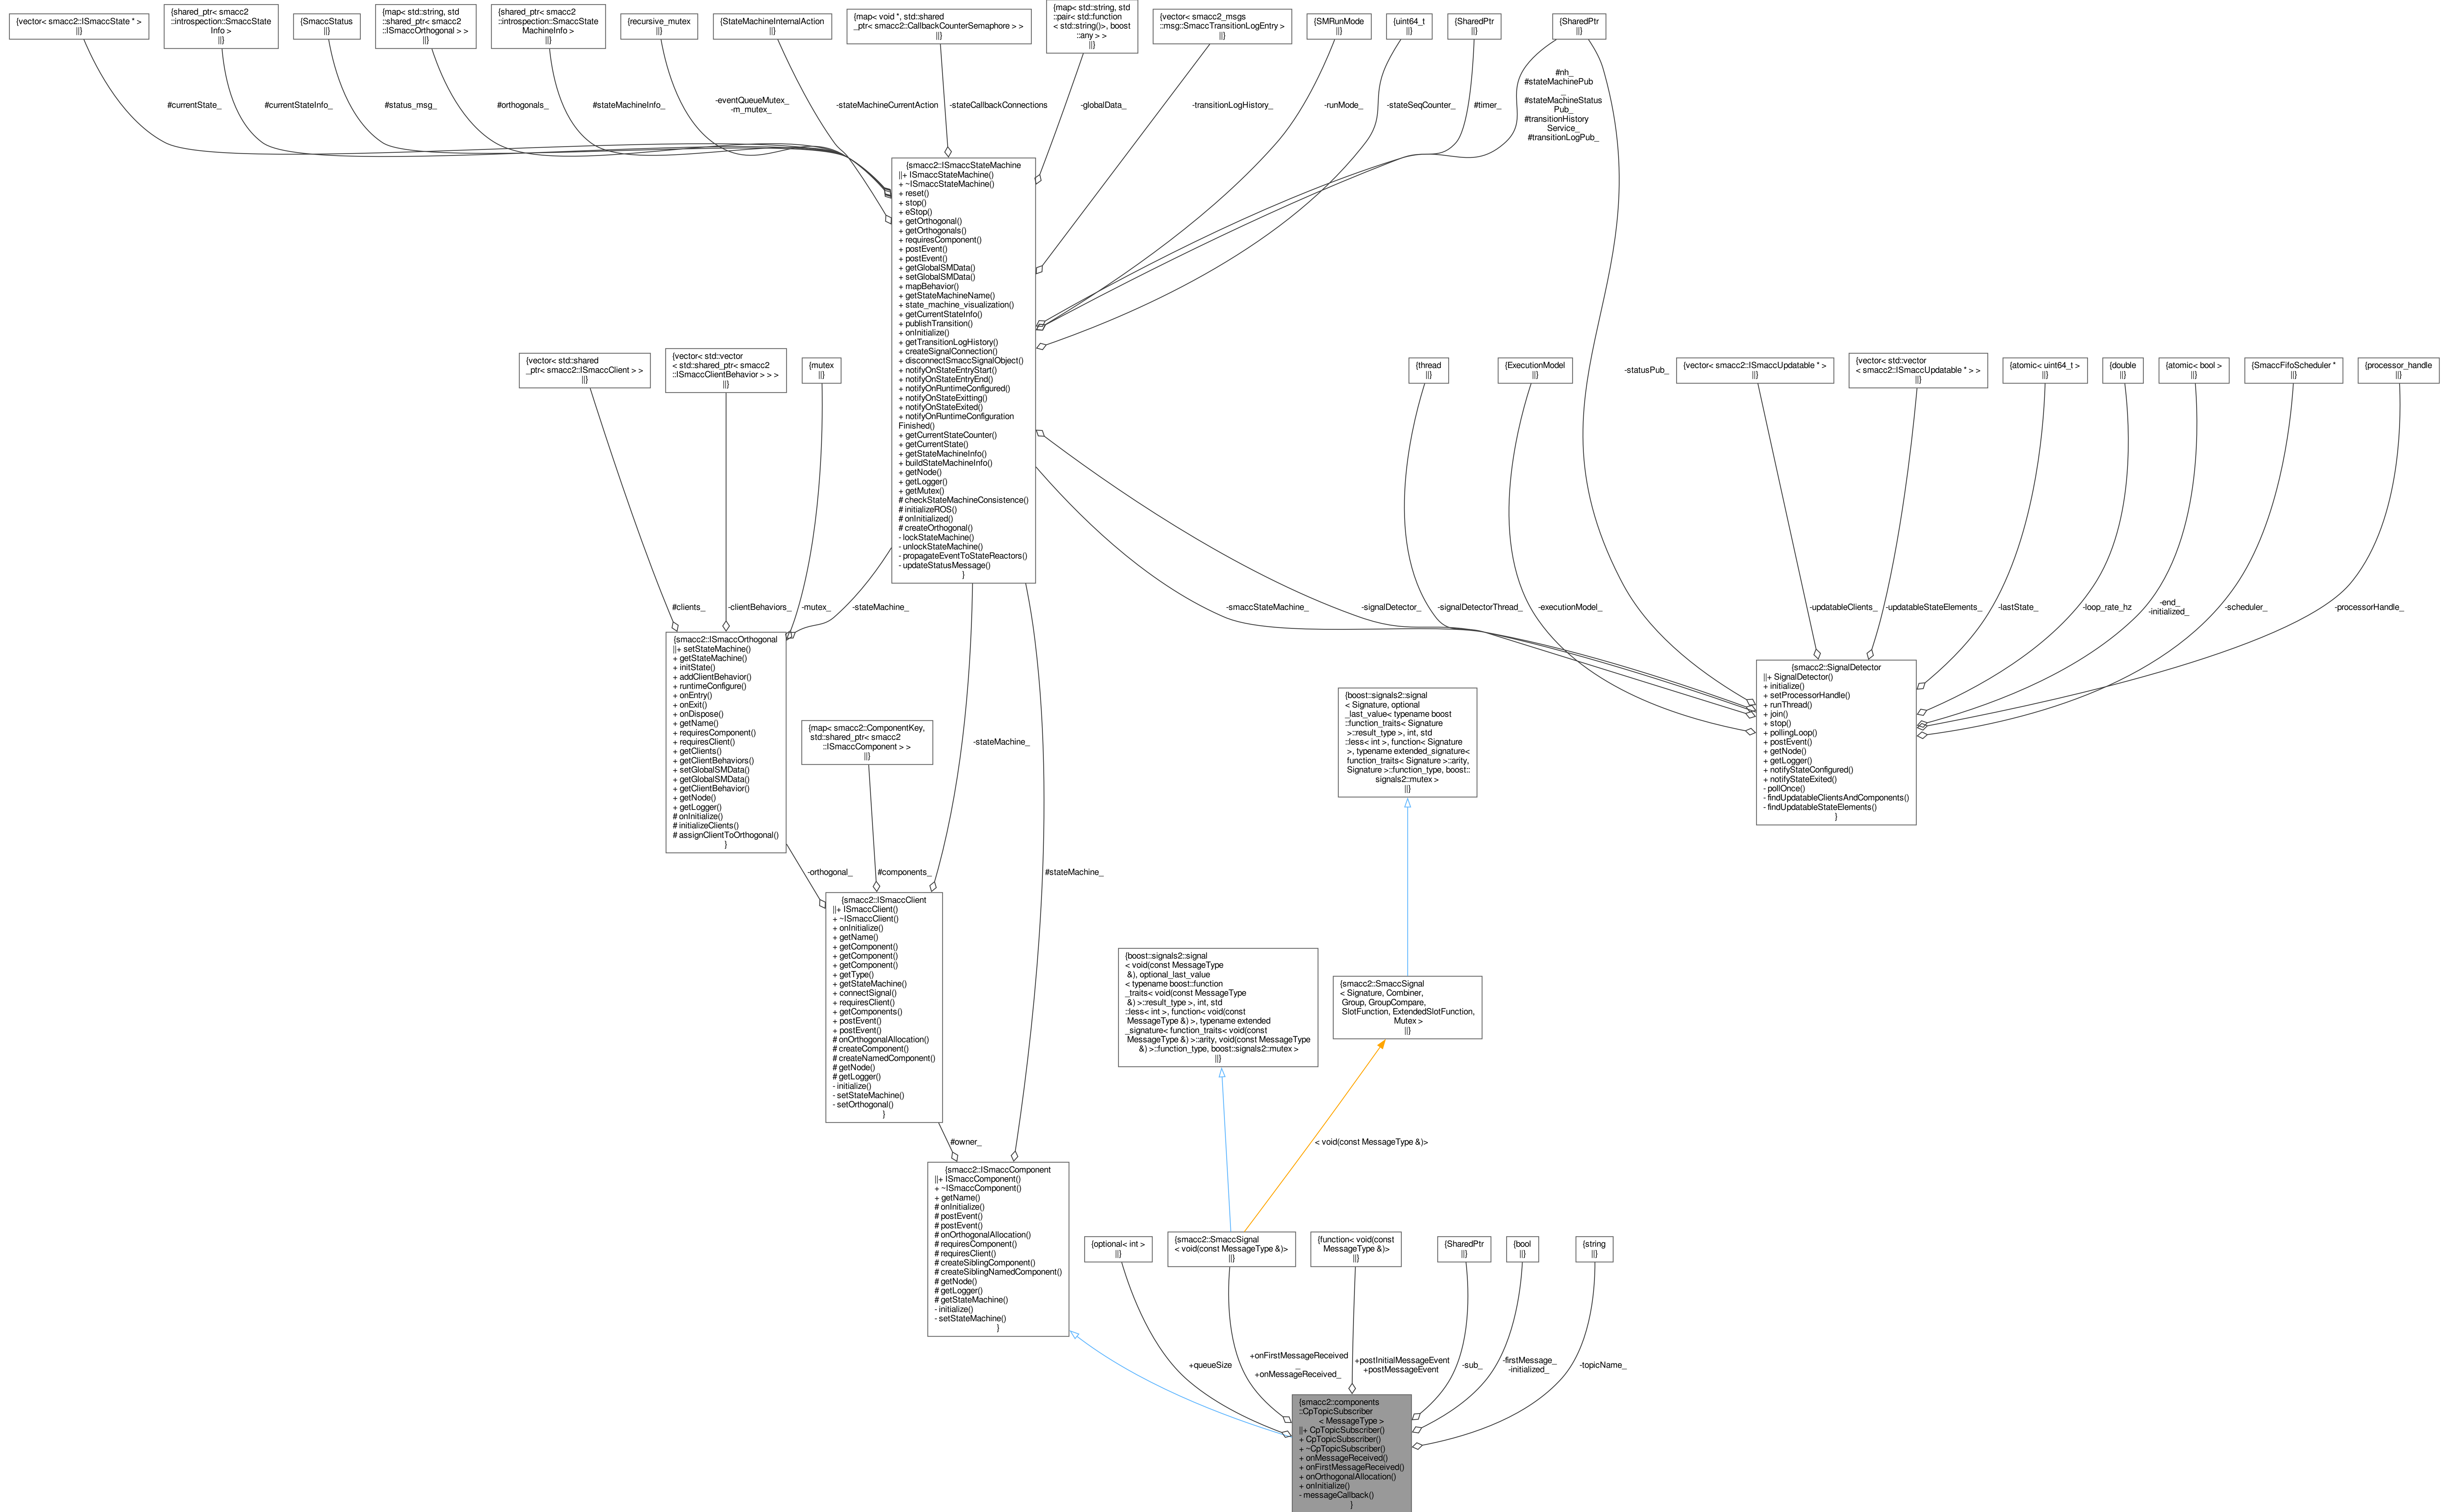 {vector< smacc2::ISmaccState * >
||}
{shared_ptr< smacc2
::introspection::SmaccState
Info >
||}
{SmaccStatus
||}
{map< std::string, std
::shared_ptr< smacc2
::ISmaccOrthogonal > >
||}
{shared_ptr< smacc2
::introspection::SmaccState
MachineInfo >
||}
{recursive_mutex
||}
{StateMachineInternalAction
||}
{map< void *, std::shared
_ptr< smacc2::CallbackCounterSemaphore > >
||}
{map< std::string, std
::pair< std::function
< std::string()>, boost
::any > >
||}
{vector< smacc2_msgs
::msg::SmaccTransitionLogEntry >
||}
{SMRunMode
||}
{uint64_t
||}
{SharedPtr
||}
{SharedPtr
||}
#currentState_
#currentStateInfo_
#status_msg_
#orthogonals_
#stateMachineInfo_
-eventQueueMutex_
-m_mutex_
-stateMachineCurrentAction
-stateCallbackConnections
-globalData_
-transitionLogHistory_
-runMode_
-stateSeqCounter_
#timer_
#nh_
#stateMachinePub
_
#stateMachineStatus
Pub_
#transitionHistory
Service_
#transitionLogPub_
{smacc2::ISmaccStateMachine
||+ ISmaccStateMachine()
+ ~ISmaccStateMachine()
+ reset()
+ stop()
+ eStop()
+ getOrthogonal()
+ getOrthogonals()
+ requiresComponent()
+ postEvent()
+ postEvent()
+ getGlobalSMData()
+ setGlobalSMData()
+ mapBehavior()
+ getStateMachineName()
+ state_machine_visualization()
+ getCurrentStateInfo()
+ publishTransition()
+ onInitialize()
+ getTransitionLogHistory()
+ createSignalConnection()
+ disconnectSmaccSignalObject()
+ notifyOnStateEntryStart()
+ notifyOnStateEntryEnd()
+ notifyOnRuntimeConfigured()
+ notifyOnStateExitting()
+ notifyOnStateExited()
+ notifyOnRuntimeConfiguration
Finished()
+ getCurrentStateCounter()
+ getCurrentState()
+ getStateMachineInfo()
+ buildStateMachineInfo()
+ getNode()
+ getLogger()
+ getMutex()
# checkStateMachineConsistence()
# initializeROS()
# onInitialized()
# createOrthogonal()
- lockStateMachine()
- unlockStateMachine()
- propagateEventToStateReactors()
- updateStatusMessage()
}
{vector< std::shared
_ptr< smacc2::ISmaccClient > >
||}
{vector< std::vector
< std::shared_ptr< smacc2
::ISmaccClientBehavior > > >
||}
{mutex
||}
{thread
||}
{ExecutionModel
||}
-statusPub_
{vector< smacc2::ISmaccUpdatable * >
||}
{vector< std::vector
< smacc2::ISmaccUpdatable * > >
||}
{atomic< uint64_t >
||}
{double
||}
{atomic< bool >
||}
{SmaccFifoScheduler *
||}
{processor_handle
||}
#clients_
-clientBehaviors_
-mutex_
-stateMachine_
-smaccStateMachine_
-signalDetector_
-signalDetectorThread_
-executionModel_
-updatableClients_
-updatableStateElements_
-lastState_
-loop_rate_hz
-end_
-initialized_
-scheduler_
-processorHandle_
{smacc2::ISmaccOrthogonal
||+ setStateMachine()
+ getStateMachine()
+ initState()
+ addClientBehavior()
+ runtimeConfigure()
+ onEntry()
+ onExit()
+ onDispose()
+ getName()
+ requiresComponent()
+ requiresClient()
+ getClients()
+ getClientBehaviors()
+ setGlobalSMData()
+ getGlobalSMData()
+ getClientBehavior()
+ getNode()
+ getLogger()
# onInitialize()
# initializeClients()
# assignClientToOrthogonal()
}
{smacc2::SignalDetector
||+ SignalDetector()
+ initialize()
+ setProcessorHandle()
+ runThread()
+ join()
+ stop()
+ pollingLoop()
+ postEvent()
+ getNode()
+ getLogger()
+ notifyStateConfigured()
+ notifyStateExited()
- pollOnce()
- findUpdatableClientsAndComponents()
- findUpdatableStateElements()
}
{map< smacc2::ComponentKey,
std::shared_ptr< smacc2
::ISmaccComponent > >
||}
-stateMachine_
{boost::signals2::signal
< Signature, optional
_last_value< typename boost
::function_traits< Signature
>::result_type >, int, std
::less< int >, function< Signature
>, typename extended_signature<
function_traits< Signature >::arity,
Signature >::function_type, boost::
signals2::mutex >
||}
-orthogonal_
#components_
#stateMachine_
{smacc2::ISmaccClient
||+ ISmaccClient()
+ ~ISmaccClient()
+ onInitialize()
+ getName()
+ getComponent()
+ getComponent()
+ getComponent()
+ getType()
+ getStateMachine()
+ connectSignal()
+ requiresClient()
+ getComponents()
+ postEvent()
+ postEvent()
# onOrthogonalAllocation()
# createComponent()
# createNamedComponent()
# getNode()
# getLogger()
- initialize()
- setStateMachine()
- setOrthogonal()
}
{boost::signals2::signal
< void(const MessageType
&), optional_last_value
< typename boost::function
_traits< void(const MessageType
&) >::result_type >, int, std
::less< int >, function< void(const
MessageType &) >, typename extended
_signature< function_traits< void(const
MessageType &) >::arity, void(const MessageType
&) >::function_type, boost::signals2::mutex >
||}
{smacc2::SmaccSignal
< Signature, Combiner,
Group, GroupCompare,
SlotFunction, ExtendedSlotFunction,
Mutex >
||}
#owner_
< void(const MessageType &)>
{smacc2::ISmaccComponent
||+ ISmaccComponent()
+ ~ISmaccComponent()
+ getName()
# onInitialize()
# postEvent()
# postEvent()
# onOrthogonalAllocation()
# requiresComponent()
# requiresClient()
# createSiblingComponent()
# createSiblingNamedComponent()
# getNode()
# getLogger()
# getStateMachine()
- initialize()
- setStateMachine()
}
{optional< int >
||}
{smacc2::SmaccSignal
< void(const MessageType &)>
||}
{function< void(const
MessageType &)>
||}
{SharedPtr
||}
{bool
||}
{string
||}
+queueSize
+onFirstMessageReceived
_
+onMessageReceived_
+postInitialMessageEvent
+postMessageEvent
-sub_
-firstMessage_
-initialized_
-topicName_
{smacc2::components
::CpTopicSubscriber
< MessageType >
||+ CpTopicSubscriber()
+ CpTopicSubscriber()
+ ~CpTopicSubscriber()
+ onMessageReceived()
+ onFirstMessageReceived()
+ onOrthogonalAllocation()
+ onInitialize()
- messageCallback()
}